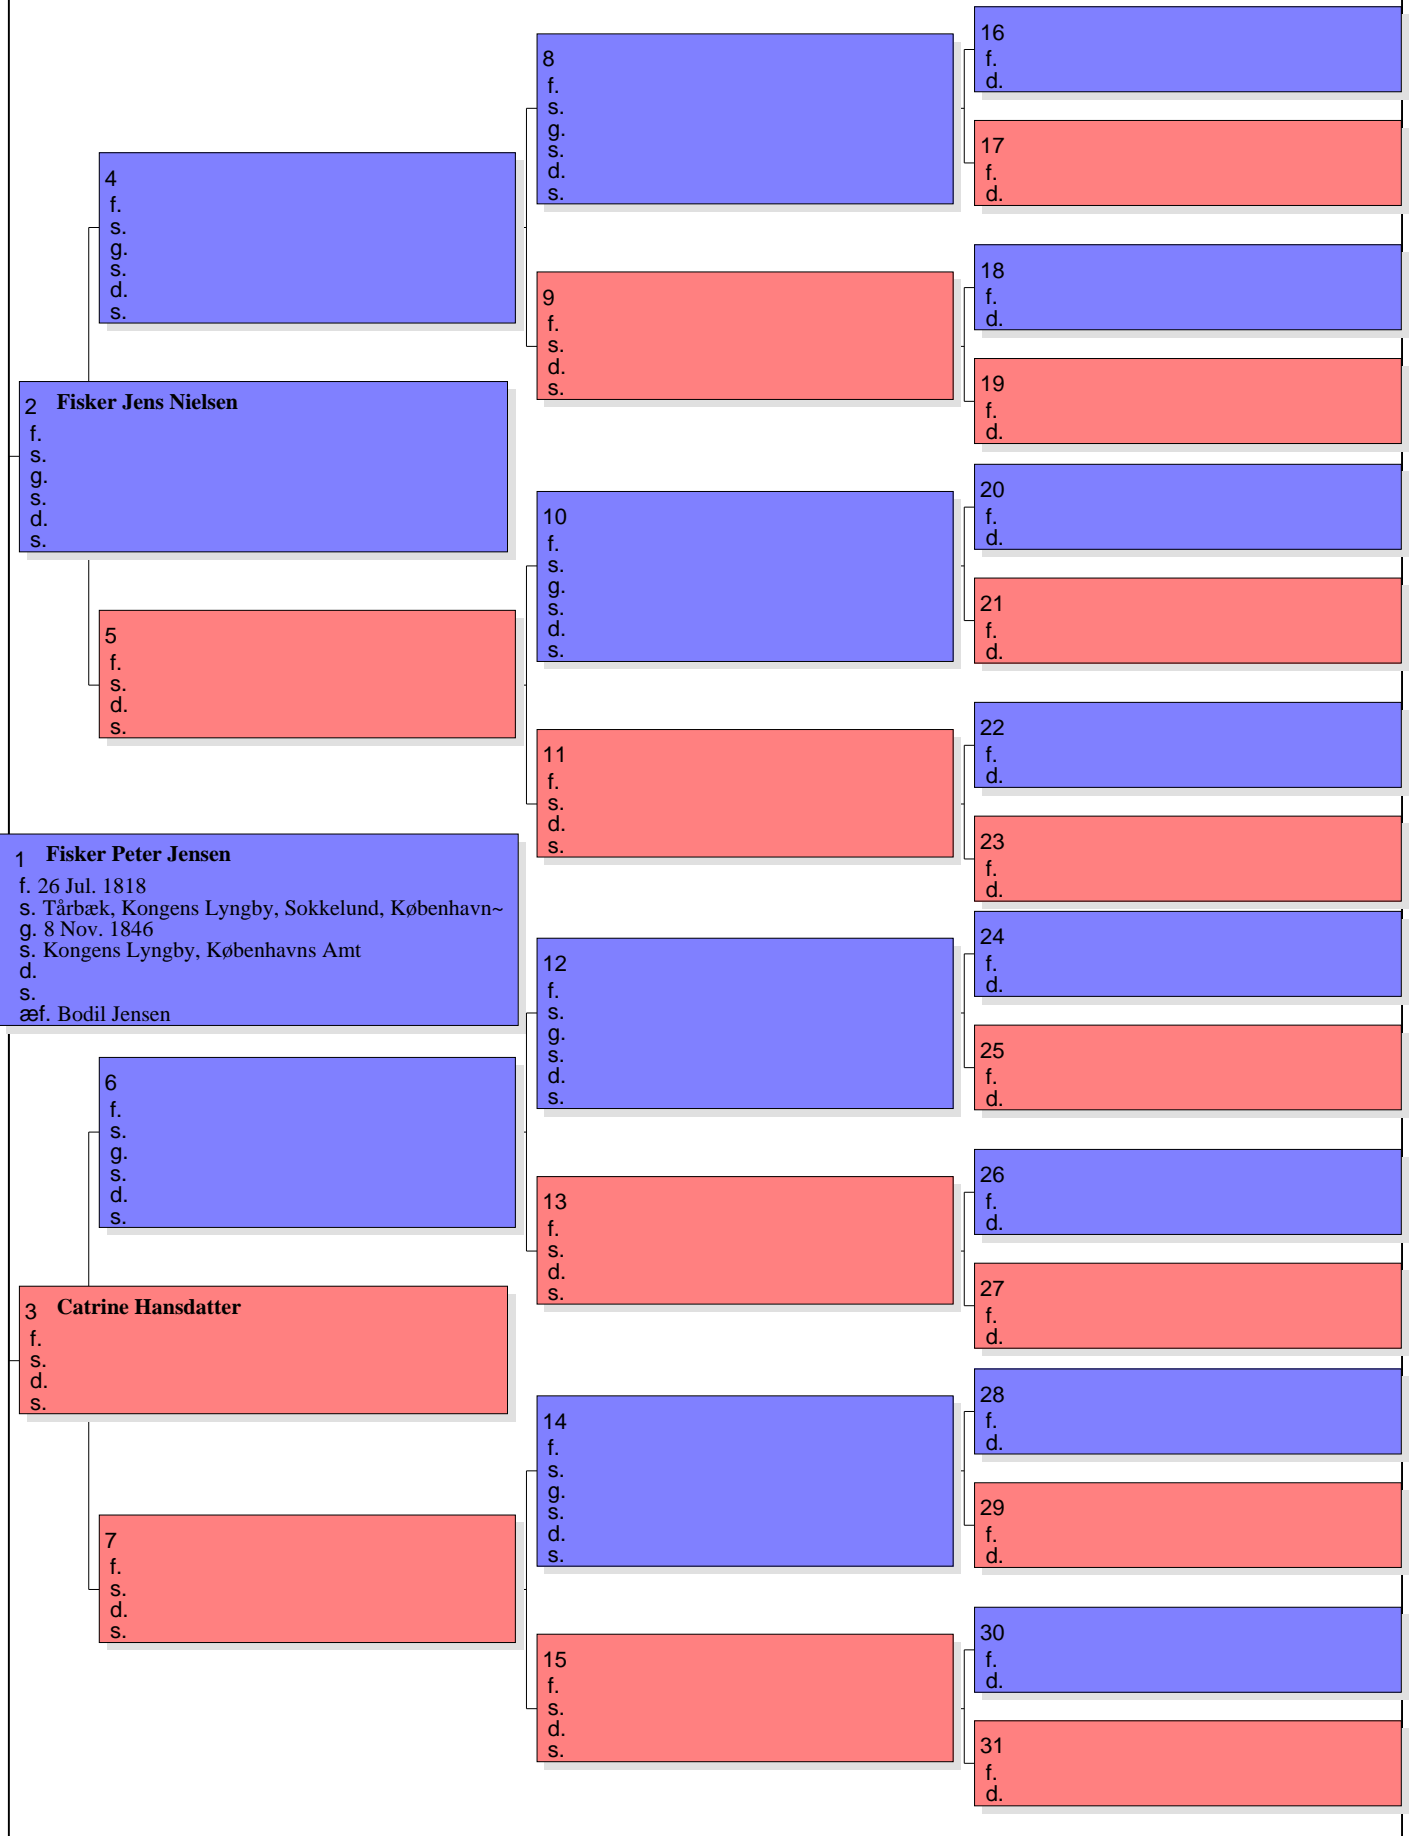 16
f.
d.
8
f.
s.
g.
s.
d.
s.
17
f.
d.
4
f.
s.
g.
s.
d.
s.
18
f.
d.
9
f.
s.
d.
s.
19
f.
d.
2 Fisker Jens Nielsen
f.
s.
g.
s.
d.
s.
20
f.
d.
10
f.
s.
g.
s.
d.
s.
21
f.
d.
5
f.
s.
d.
s.
22
f.
d.
11
f.
s.
d.
s.
23
f.
d.
1 Fisker Peter Jensen
f. 26 Jul. 1818
s. Tårbæk, Kongens Lyngby, Sokkelund, København~
g. 8 Nov. 1846
s. Kongens Lyngby, Københavns Amt
d.
s.
æf. Bodil Jensen
24
f.
d.
12
f.
s.
g.
s.
d.
s.
25
f.
d.
6
f.
s.
g.
s.
d.
s.
26
f.
d.
13
f.
s.
d.
s.
27
f.
d.
3 Catrine Hansdatter
f.
s.
d.
s.
28
f.
d.
14
f.
s.
g.
s.
d.
s.
29
f.
d.
7
f.
s.
d.
s.
30
f.
d.
15
f.
s.
d.
s.
31
f.
d.